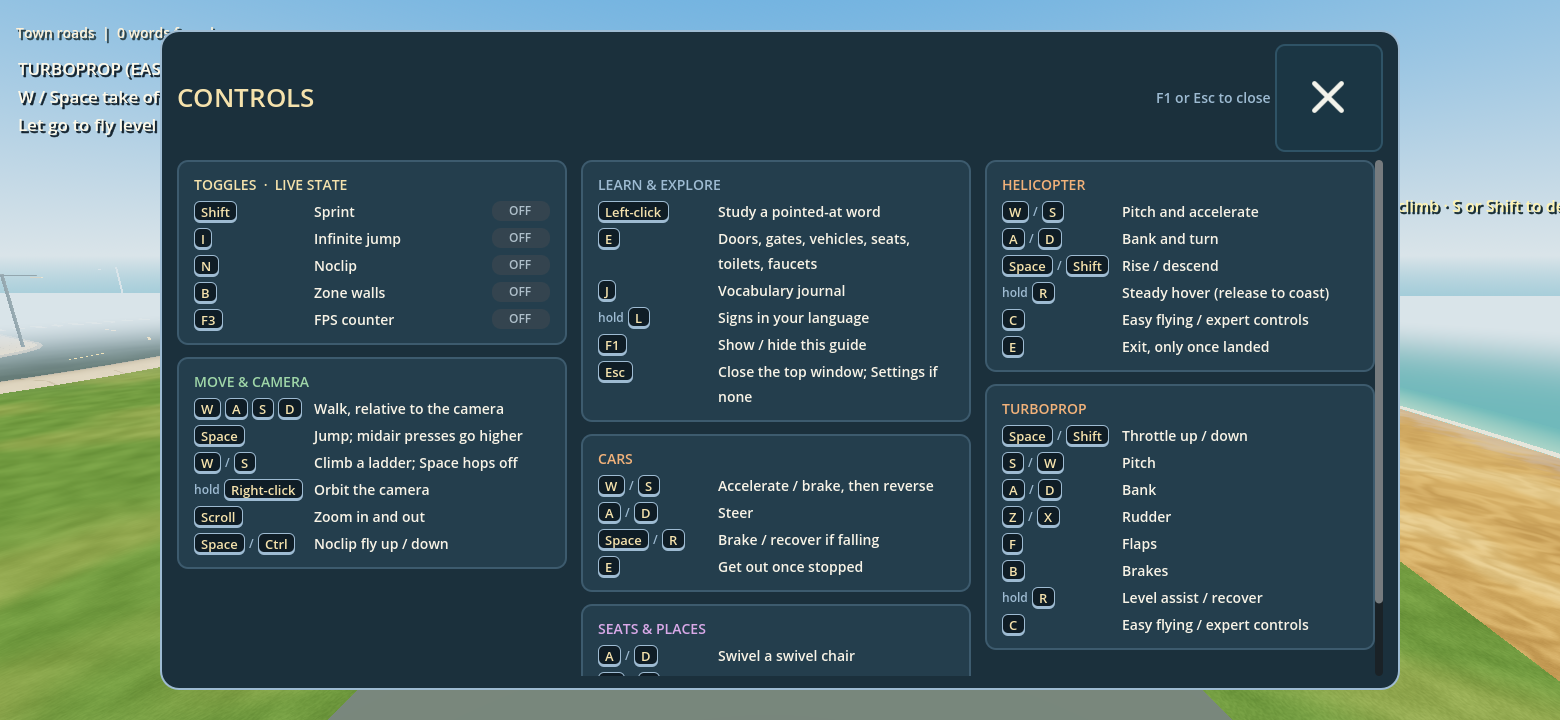 Town roads | 0 words
TURBOPROP (EAS
W / Space take of
Let go to fly level
climb · S or Shift to de
CONTROLS
F1 or Esc to close
TOGGLES · LIVE STATE
Shift Sprint OFF
I Infinite jump OFF
N Noclip OFF
B Zone walls OFF
F3 FPS counter OFF
MOVE & CAMERA
W A S D Walk, relative to the camera
Space Jump; midair presses go higher
W / S Climb a ladder; Space hops off
hold Right-click Orbit the camera
Scroll Zoom in and out
Space / Ctrl Noclip fly up / down
LEARN & EXPLORE
Left-click Study a pointed-at word
E Doors, gates, vehicles, seats,
toilets, faucets
J Vocabulary journal
hold L Signs in your language
F1 Show / hide this guide
Esc Close the top window; Settings if
none
CARS
W / S Accelerate / brake, then reverse
A / D Steer
Space / R Brake / recover if falling
E Get out once stopped
SEATS & PLACES
A / D Swivel a swivel chair
HELICOPTER
W / S Pitch and accelerate
A / D Bank and turn
Space / Shift Rise / descend
hold R Steady hover (release to coast)
C Easy flying / expert controls
E Exit, only once landed
TURBOPROP
Space / Shift Throttle up / down
S / W Pitch
A / D Bank
Z / X Rudder
F Flaps
B Brakes
hold R Level assist / recover
C Easy flying / expert controls